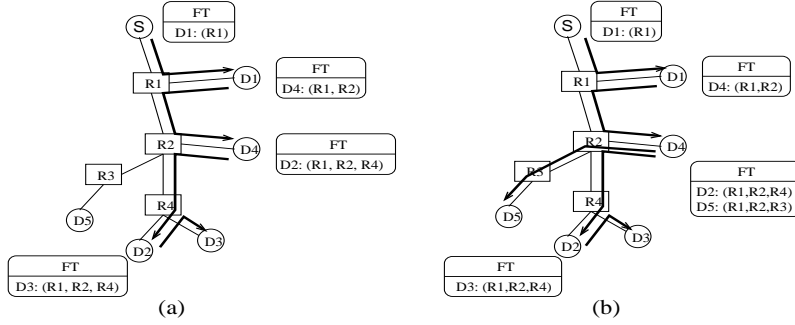 S
FT
D1: (R1)
R1
D1
FT
D4: (R1, R2)
R2
D4
FT
D2: (R1, R2, R4)
R3
R4
D5
D2
D3
FT
D3: (R1, R2, R4)
(a)
S
FT
D1: (R1)
R1
D1
FT
D4: (R1,R2)
R2
D4
R3
FT
D2: (R1,R2,R4)
D5: (R1,R2,R3)
R4
D5
D2
D3
FT
D3: (R1,R2,R4)
(b)